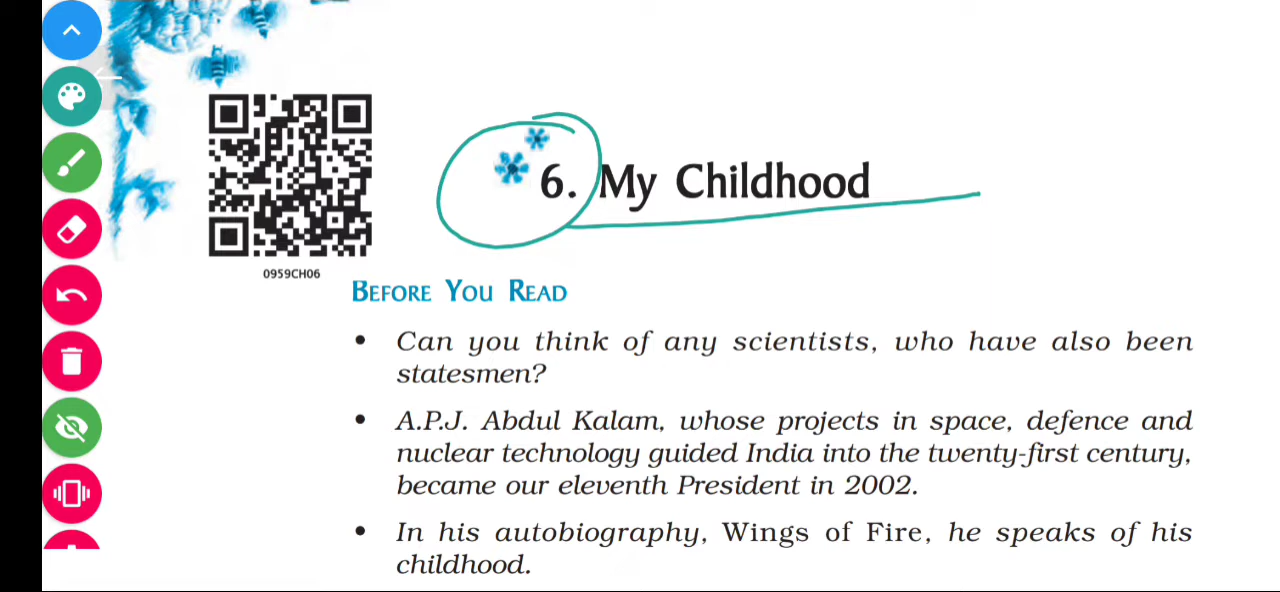 6. My Childhood
0959CH06
BEFORE YOU READ
• Can you think of any scientists, who have also been
statesmen?
• A.P.J. Abdul Kalam, whose projects in space, defence and
nuclear technology guided India into the twenty-first century,
became our eleventh President in 2002.
• In his autobiography, Wings of Fire, he speaks of his
childhood.